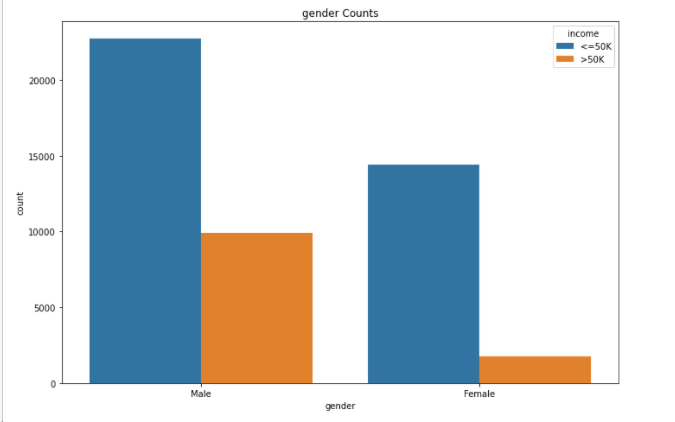 gender Counts
income
<=50K
>50K
20000
15000
10000
5000
0
count
Male
Female
gender